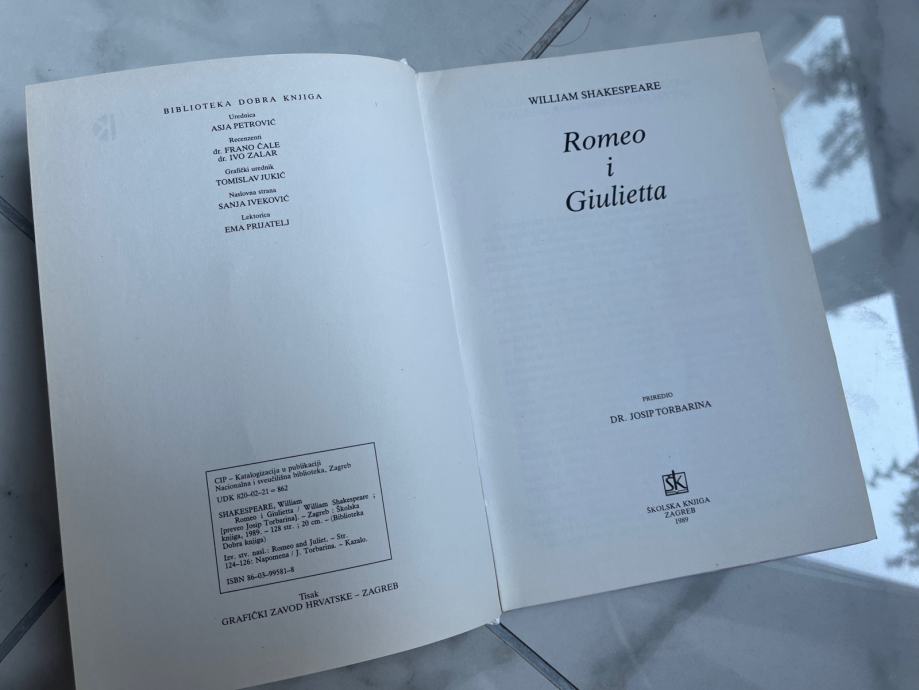 BIBLIOTEKA DOBRA KNJIGA
Urednica
ASJA PETROVIĆ
Recenzenti
dr. FRANO ČALE
dr. IVO ZALAR
Grafički urednik
TOMISLAV JUKIĆ
Naslovna strana
SANJA IVEKOVIĆ
Lektorica
EMA PRIJATELJ
CIP – Katalogizacija u publikaciji
Nacionalna i sveučilišna biblioteka, Zagreb
UDK 820–02–21 = 862
SHAKESPEARE, William
Romeo i Giulietta / William Shakespeare ;
[preveo Josip Torbarina]. – Zagreb : Školska
knjiga, 1989. – 128 str. ; 20 cm. – (Biblioteka
Dobra knjiga)
Izv. stv. nasl.: Romeo and Juliet. – Str.
124–126: Napomena / J. Torbarina. – Kazalo.
ISBN 86–03–99581–8
Tisak
GRAFIČKI ZAVOD HRVATSKE – ZAGREB
WILLIAM SHAKESPEARE
Romeo
i
Giulietta
PRIREDIO
DR. JOSIP TORBARINA
ŠK
ŠKOLSKA KNJIGA
ZAGREB
1989